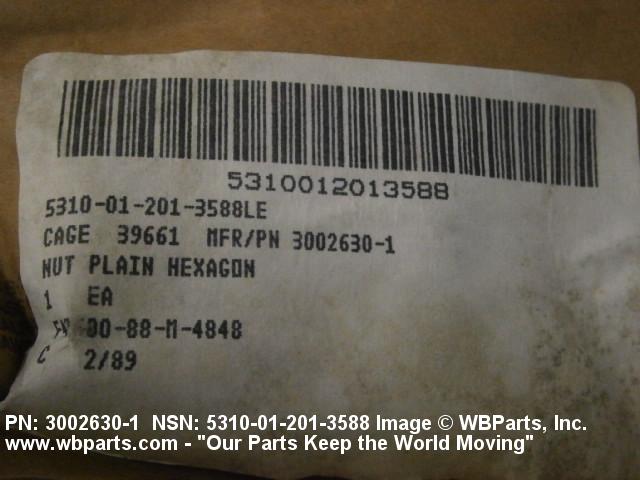 5310012013588
5310-01-201-3588LE
CAGE 39661 MFR/PN 3002630-1
NUT PLAIN HEXAGON
1 EA
00-88-M-4848
C 2/89
PN: 3002630-1 NSN: 5310-01-201-3588 Image © WBParts, Inc.
www.wbparts.com - "Our Parts Keep the World Moving"